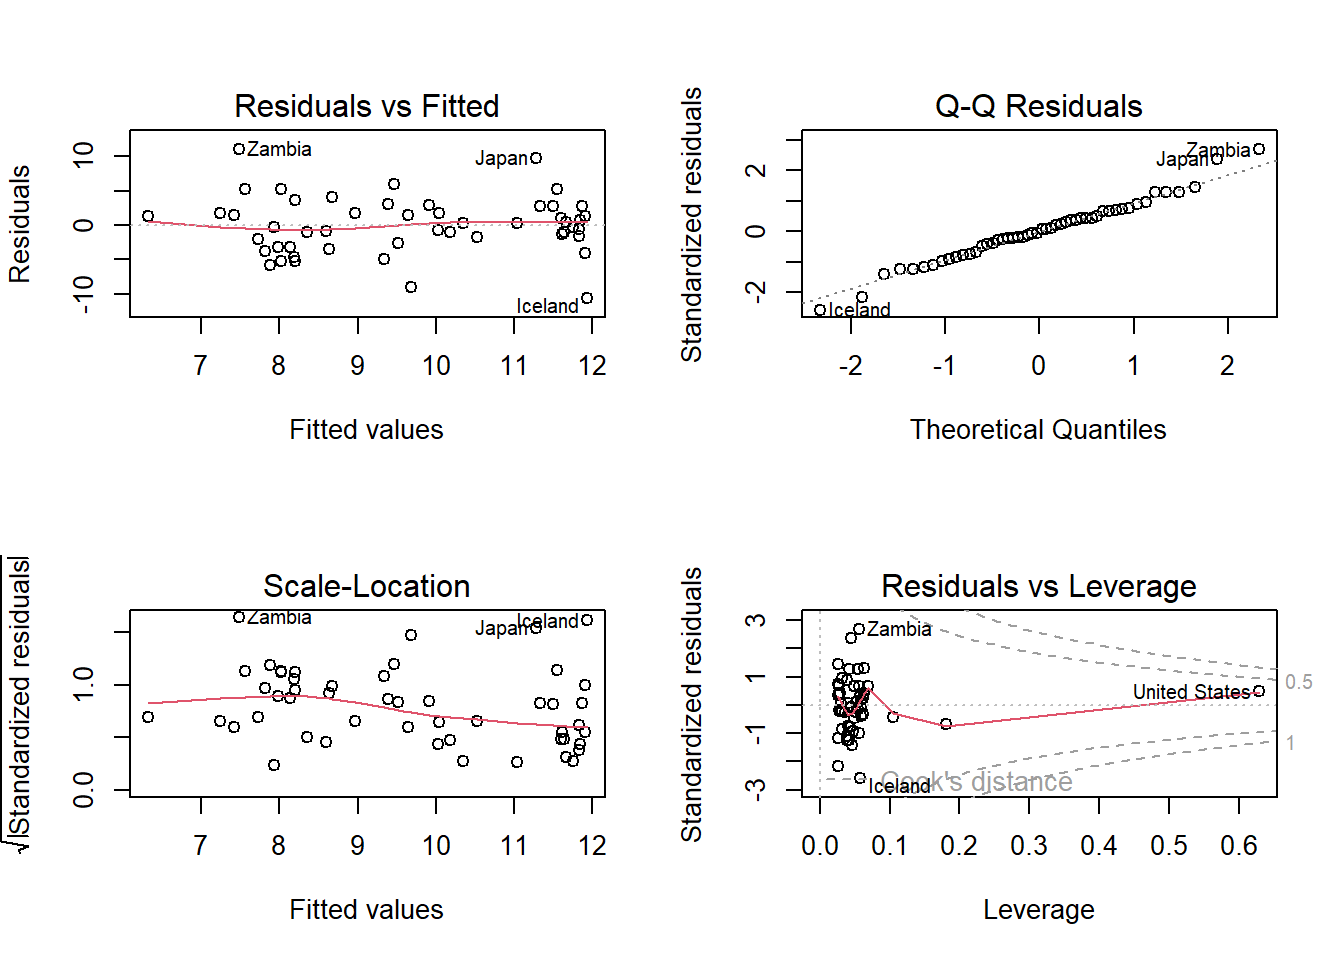 Residuals vs Fitted
Residuals
10
0
-10
Zambia
Japan
Iceland
7 8 9 10 11 12
Fitted values
Q-Q Residuals
Standardized residuals
2
0
-2
Zambia
Japan
Iceland
-2 -1 0 1 2
Theoretical Quantiles
Scale-Location
√|Standardized residuals|
1.0
0.0
Zambia
Iceland
Japan
7 8 9 10 11 12
Fitted values
Residuals vs Leverage
Standardized residuals
3
1
-1
-3
Zambia
United States
Iceland
Cook's distance
0.5
1
0.0 0.1 0.2 0.3 0.4 0.5 0.6
Leverage